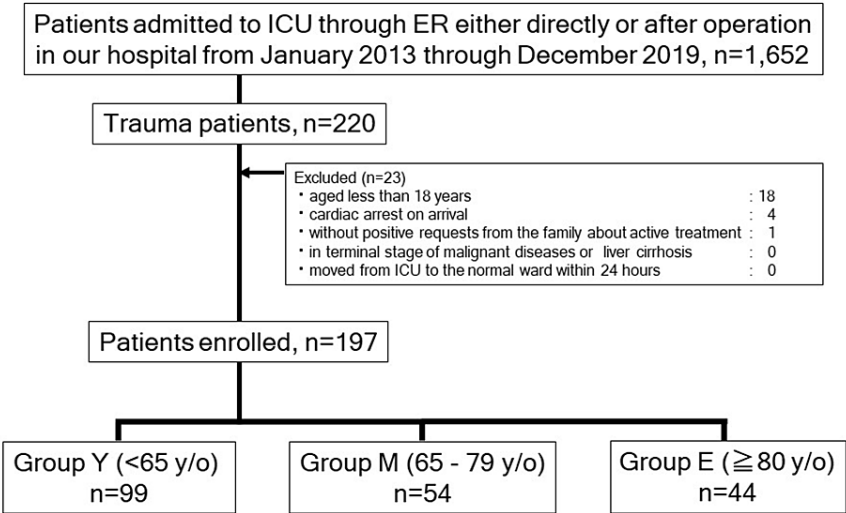 Patients admitted to ICU through ER either directly or after operation
in our hospital from January 2013 through December 2019, n=1,652
Trauma patients, n=220
Excluded (n=23)
・aged less than 18 years : 18
・cardiac arrest on arrival : 4
・without positive requests from the family about active treatment : 1
・in terminal stage of malignant diseases or liver cirrhosis : 0
・moved from ICU to the normal ward within 24 hours : 0
Patients enrolled, n=197
Group Y (<65 y/o)
n=99
Group M (65 - 79 y/o)
n=54
Group E (≧80 y/o)
n=44